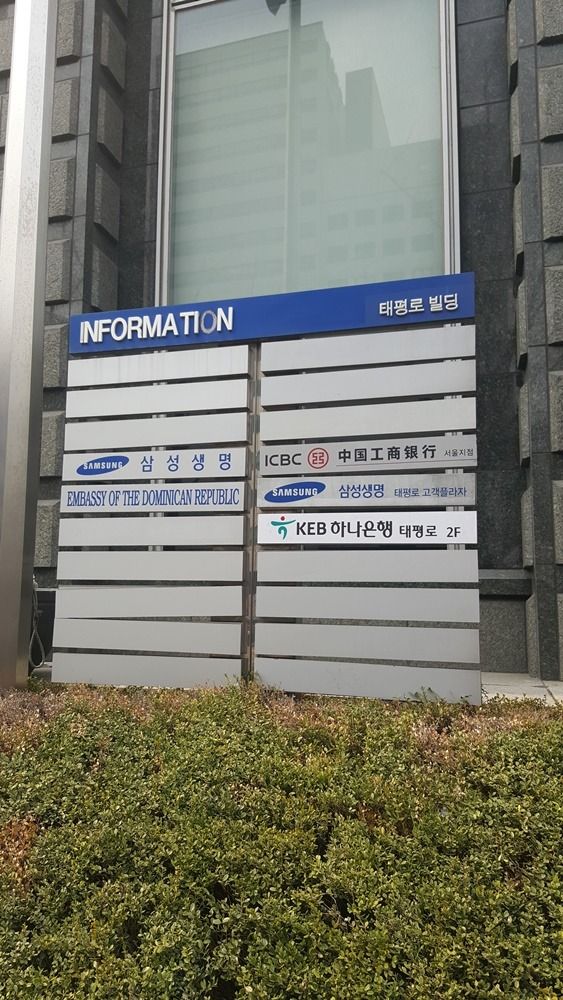 INFORMATION 태평로 빌딩
SAMSUNG 삼성생명
EMBASSY OF THE DOMINICAN REPUBLIC
ICBC 中国工商银行 서울지점
SAMSUNG 삼성생명 태평로 고객플라자
KEB 하나은행 태평로 2F